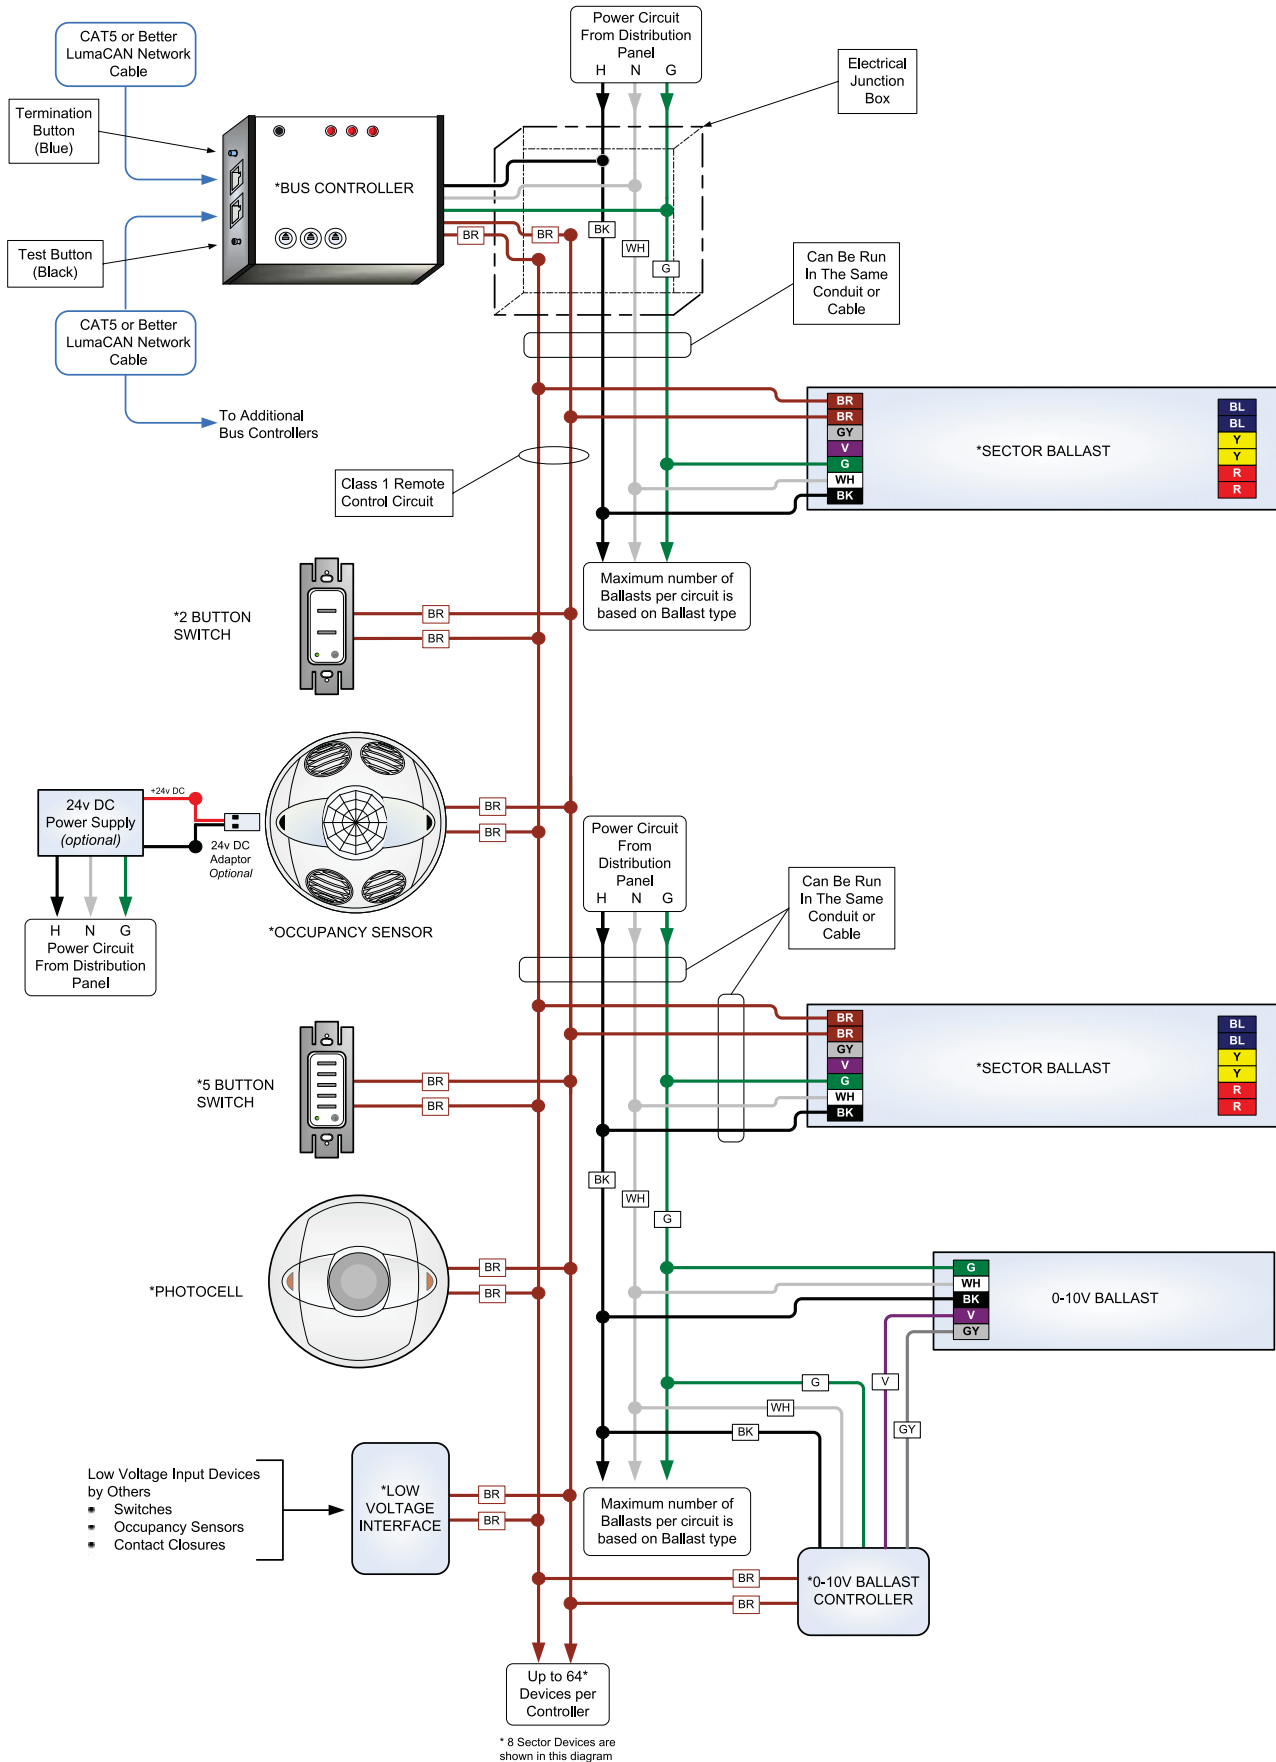 CAT5 or Better
LumaCAN Network
Cable
Power Circuit
From Distribution
Panel
H N G
Electrical
Junction
Box
Termination
Button
(Blue)
*BUS CONTROLLER
BR
BR
BK
WH
G
Test Button
(Black)
Can Be Run
In The Same
Conduit or
Cable
CAT5 or Better
LumaCAN Network
Cable
To Additional
Bus Controllers
BR
BR
GY
V
G
WH
BK
*SECTOR BALLAST
BL
BL
Y
Y
R
R
Class 1 Remote
Control Circuit
Maximum number of
Ballasts per circuit is
based on Ballast type
*2 BUTTON
SWITCH
BR
BR
24v DC
Power Supply
(optional)
+24v DC
24v DC
Adaptor
Optional
BR
BR
*OCCUPANCY SENSOR
H N G
Power Circuit
From Distribution
Panel
Power Circuit
From
Distribution
Panel
H N G
Can Be Run
In The Same
Conduit or
Cable
BR
BR
GY
V
G
WH
BK
*SECTOR BALLAST
BL
BL
Y
Y
R
R
*5 BUTTON
SWITCH
BR
BR
BK
WH
G
*PHOTOCELL
BR
BR
G
WH
BK
V
GY
0-10V BALLAST
G
V
WH
BK
GY
Low Voltage Input Devices
by Others
▪ Switches
▪ Occupancy Sensors
▪ Contact Closures
*LOW
VOLTAGE
INTERFACE
BR
BR
Maximum number of
Ballasts per circuit is
based on Ballast type
BR
BR
*0-10V BALLAST
CONTROLLER
Up to 64*
Devices per
Controller
* 8 Sector Devices are
shown in this diagram